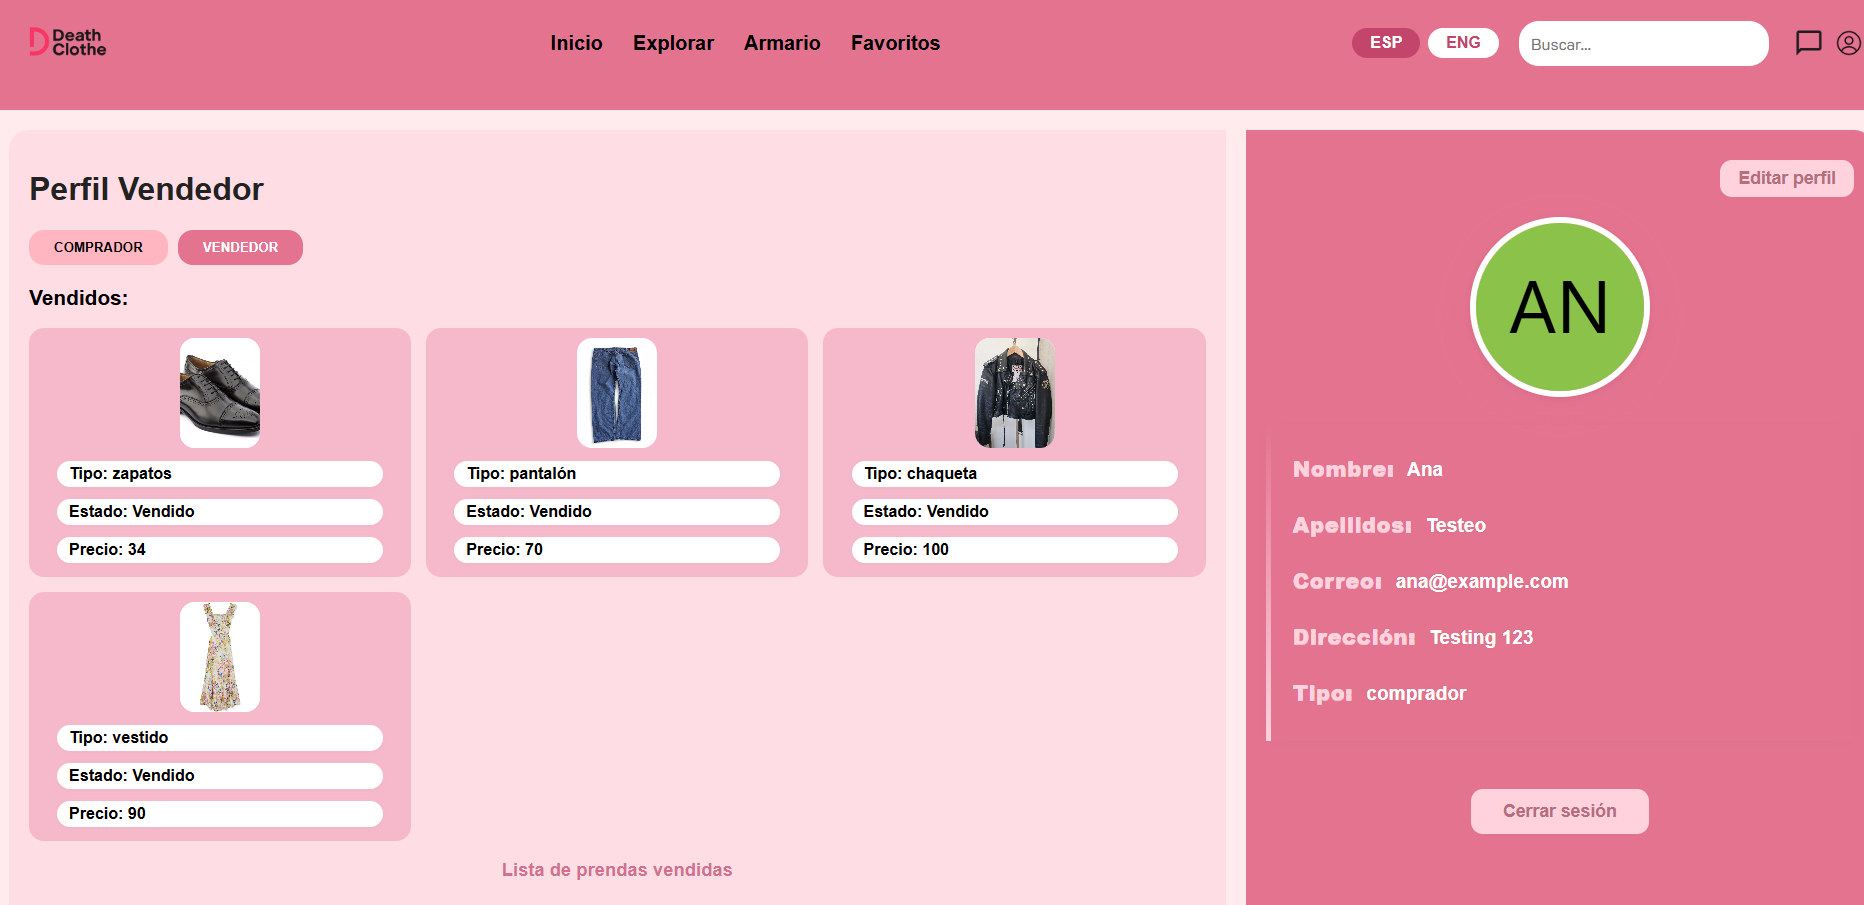 Death
Clothe
Inicio Explorar Armario Favoritos
ESP ENG
Buscar...
Perfil Vendedor
COMPRADOR VENDEDOR
Vendidos:
Tipo: zapatos
Estado: Vendido
Precio: 34
Tipo: pantalón
Estado: Vendido
Precio: 70
Tipo: chaqueta
Estado: Vendido
Precio: 100
Tipo: vestido
Estado: Vendido
Precio: 90
Lista de prendas vendidas
Editar perfil
AN
Nombre: Ana
Apellidos: Testeo
Correo: ana@example.com
Dirección: Testing 123
Tipo: comprador
Cerrar sesión